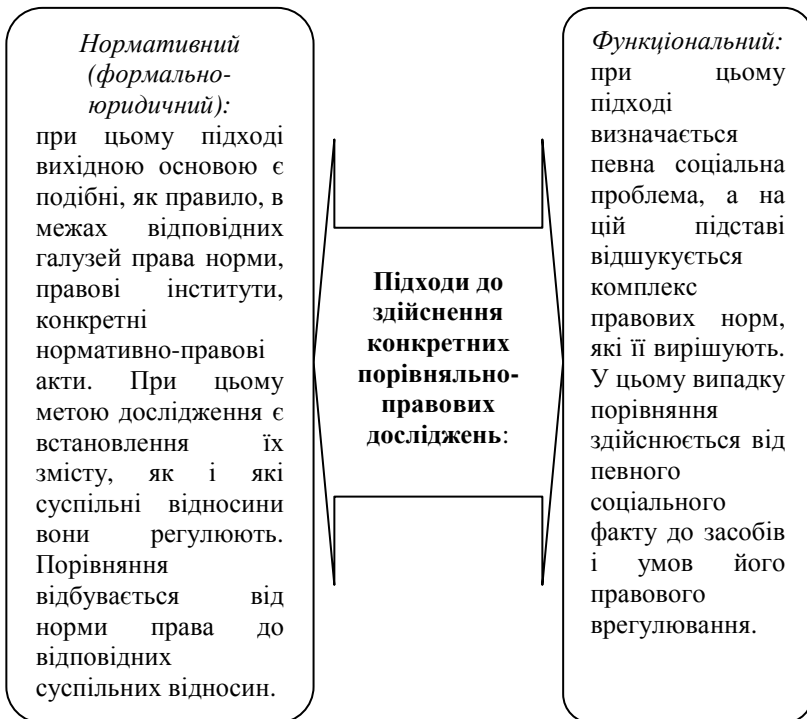 Нормативний
(формально-
юридичний):
при цьому підході
вихідною основою є
подібні, як правило, в
межах відповідних
галузей права норми,
правові інститути,
конкретні
нормативно-правові
акти. При цьому
метою дослідження є
встановлення їх
змісту, як і які
суспільні відносини
вони регулюють.
Порівняння
відбувається від
норми права до
відповідних
суспільних відносин.
Підходи до
здійснення
конкретних
порівняльно-
правових
досліджень:
Функціональний:
при цьому
підході
визначається
певна соціальна
проблема, а на
цій підставі
відшукується
комплекс
правових норм,
які її вирішують.
У цьому випадку
порівняння
здійснюється від
певного
соціального
факту до засобів
і умов його
правового
врегулювання.